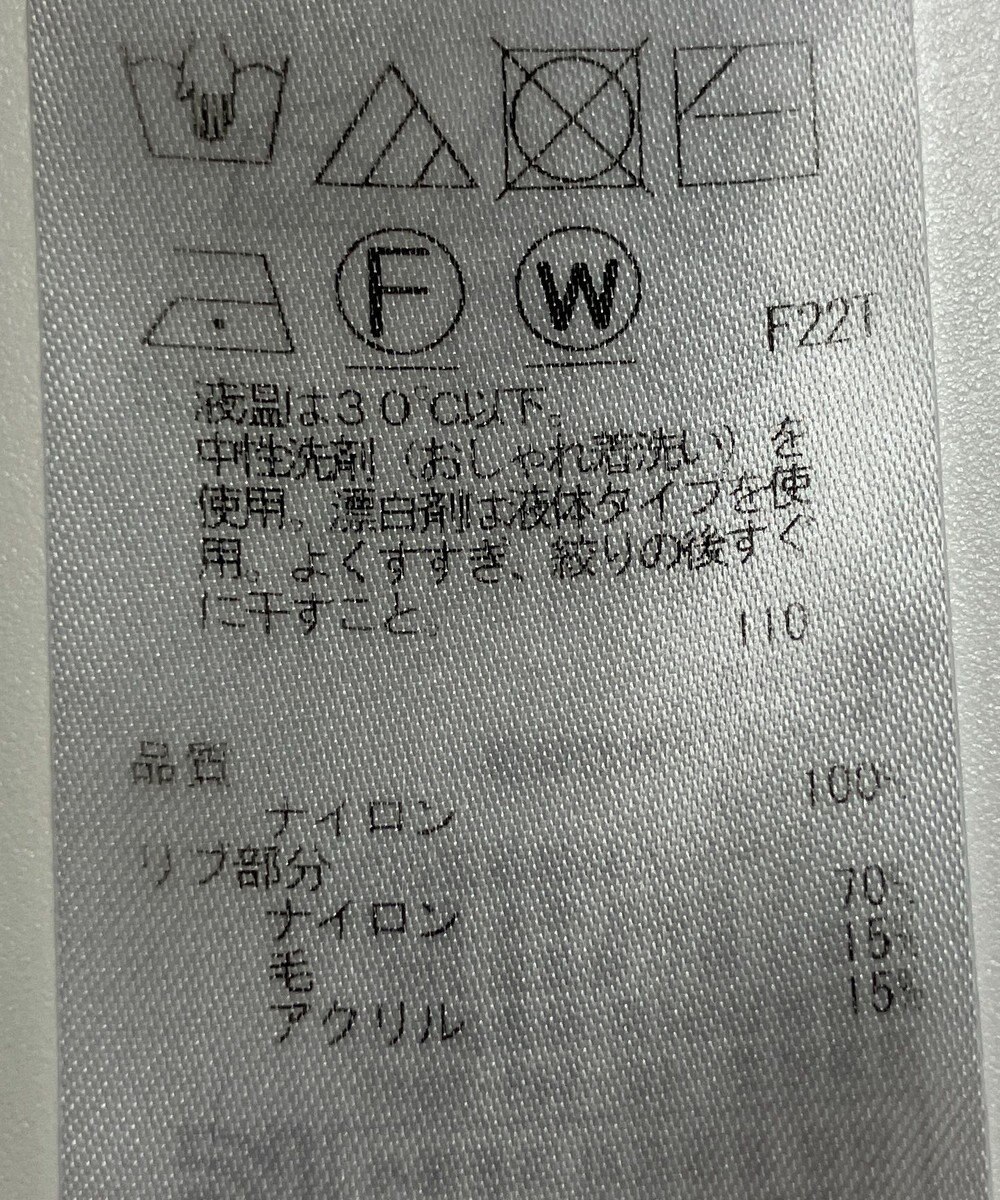 F W
F22T
液温は30℃以下。
中性洗剤(おしゃれ着洗い)を
使用。漂白剤は液体タイプを使
用。よくすすぎ、絞りの後すぐ
に干すこと。
110
品質
ナイロン 100%
リブ部分
ナイロン 70%
毛 15%
アクリル 15%